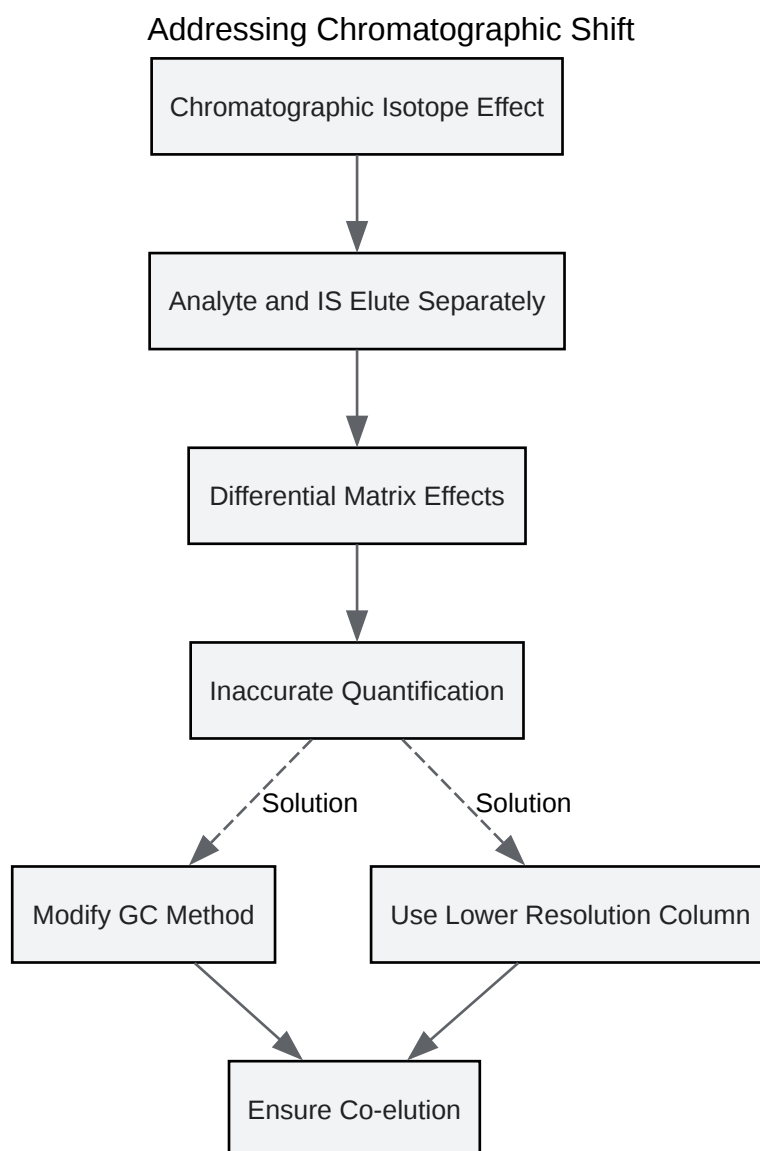 Addressing Chromatographic Shift
Chromatographic Isotope Effect
Analyte and IS Elute Separately
Differential Matrix Effects
Inaccurate Quantification
Solution
Solution
Modify GC Method
Use Lower Resolution Column
Ensure Co-elution